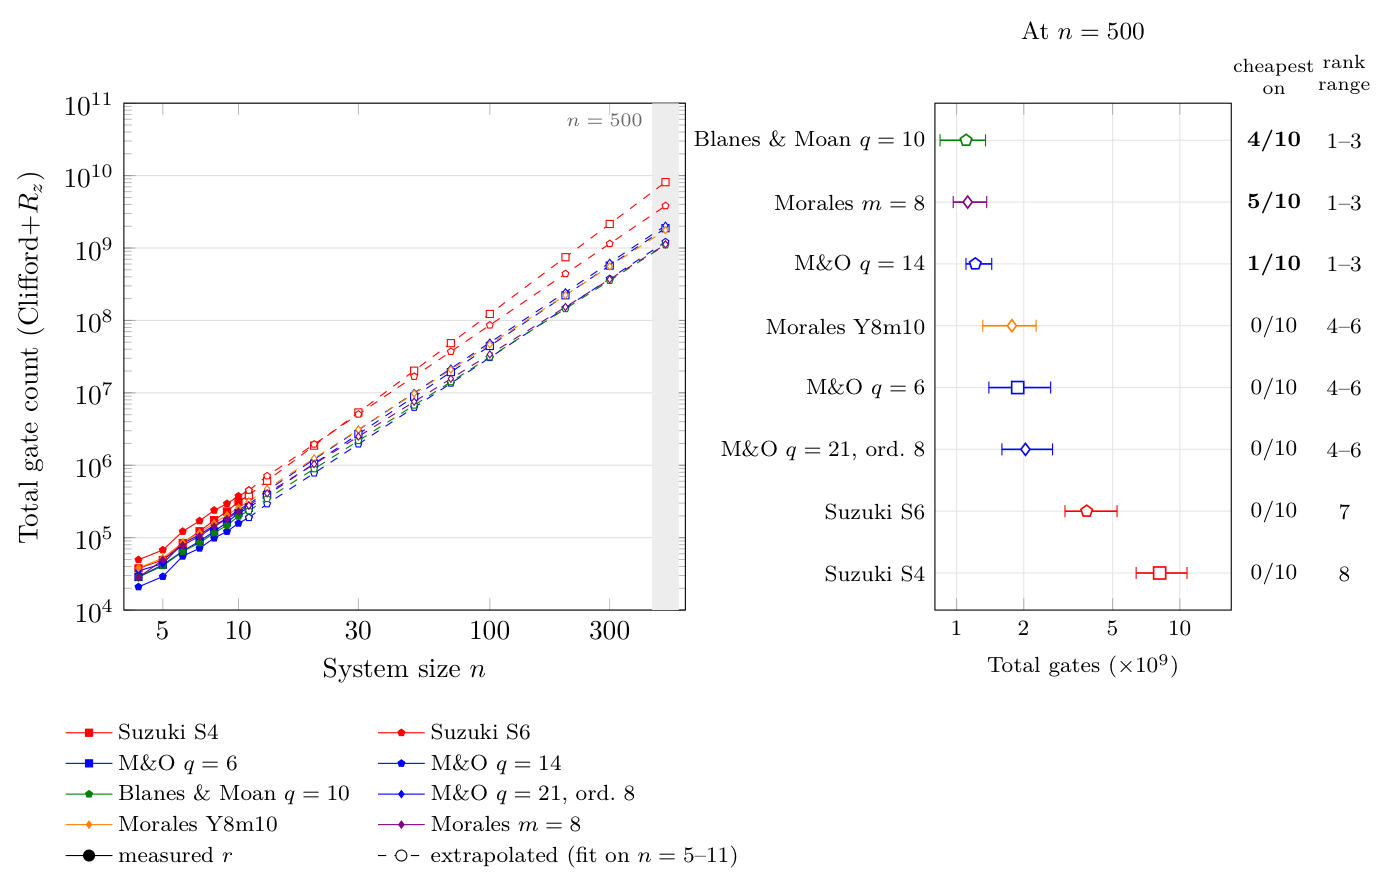 At n = 500
cheapest on
rank range
Total gate count (Clifford+R_z)
10^11
10^10
10^9
10^8
10^7
10^6
10^5
10^4
n = 500
5 10 30 100 300
System size n
Blanes & Moan q = 10 4/10 1–3
Morales m = 8 5/10 1–3
M&O q = 14 1/10 1–3
Morales Y8m10 0/10 4–6
M&O q = 6 0/10 4–6
M&O q = 21, ord. 8 0/10 4–6
Suzuki S6 0/10 7
Suzuki S4 0/10 8
1 2 5 10
Total gates (×10^9)
Suzuki S4 Suzuki S6
M&O q = 6 M&O q = 14
Blanes & Moan q = 10 M&O q = 21, ord. 8
Morales Y8m10 Morales m = 8
measured r extrapolated (fit on n = 5–11)